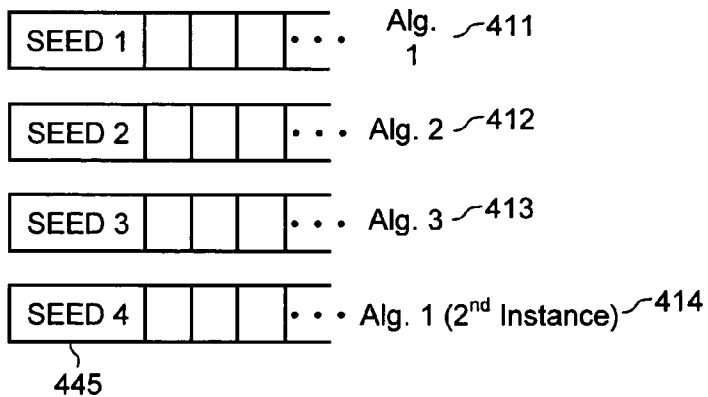 SEED 1 ... Alg. 1 411
SEED 2 ... Alg. 2 412
SEED 3 ... Alg. 3 413
SEED 4 ... Alg. 1 (2nd Instance) 414
445